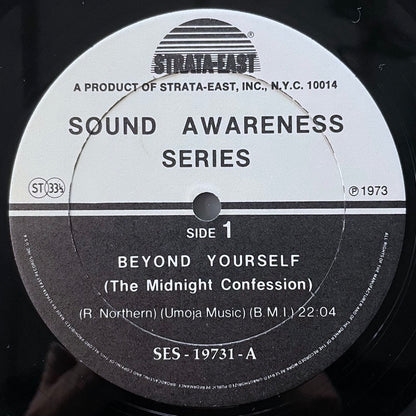 STRATA-EAST®
A PRODUCT OF STRATA-EAST, INC., N.Y.C. 10014
SOUND AWARENESS
SERIES
ST 33⅓
℗ 1973
SIDE 1
BEYOND YOURSELF
(The Midnight Confession)
(R. Northern) (Umoja Music) (B.M.I.) 22:04
SES - 19731 - A